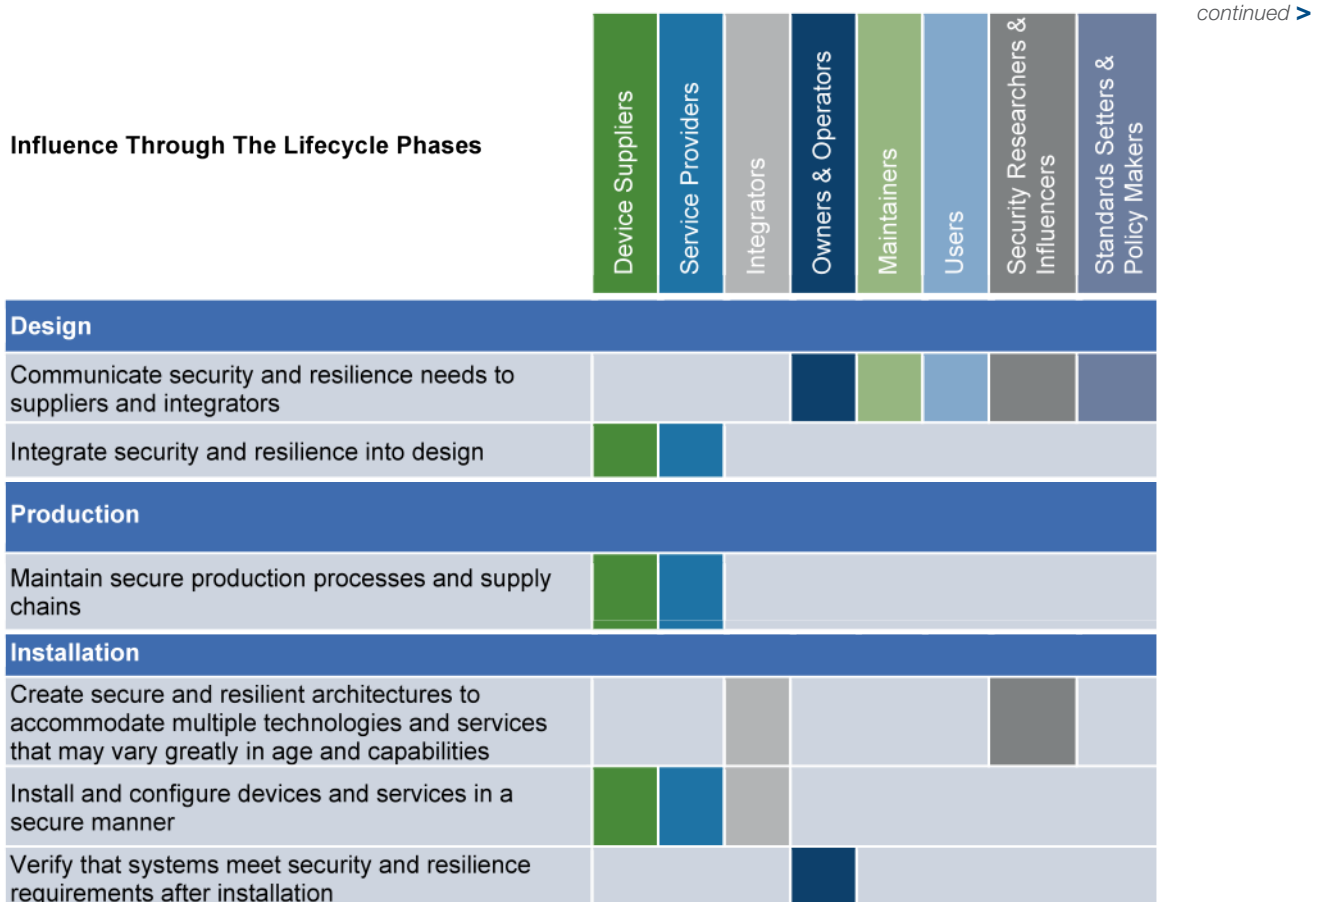 continued >
Influence Through The Lifecycle Phases
Device Suppliers
Service Providers
Integrators
Owners & Operators
Maintainers
Users
Security Researchers &
Influencers
Standards Setters &
Policy Makers
Design
Communicate security and resilience needs to
suppliers and integrators
Integrate security and resilience into design
Production
Maintain secure production processes and supply
chains
Installation
Create secure and resilient architectures to
accommodate multiple technologies and services
that may vary greatly in age and capabilities
Install and configure devices and services in a
secure manner
Verify that systems meet security and resilience
requirements after installation